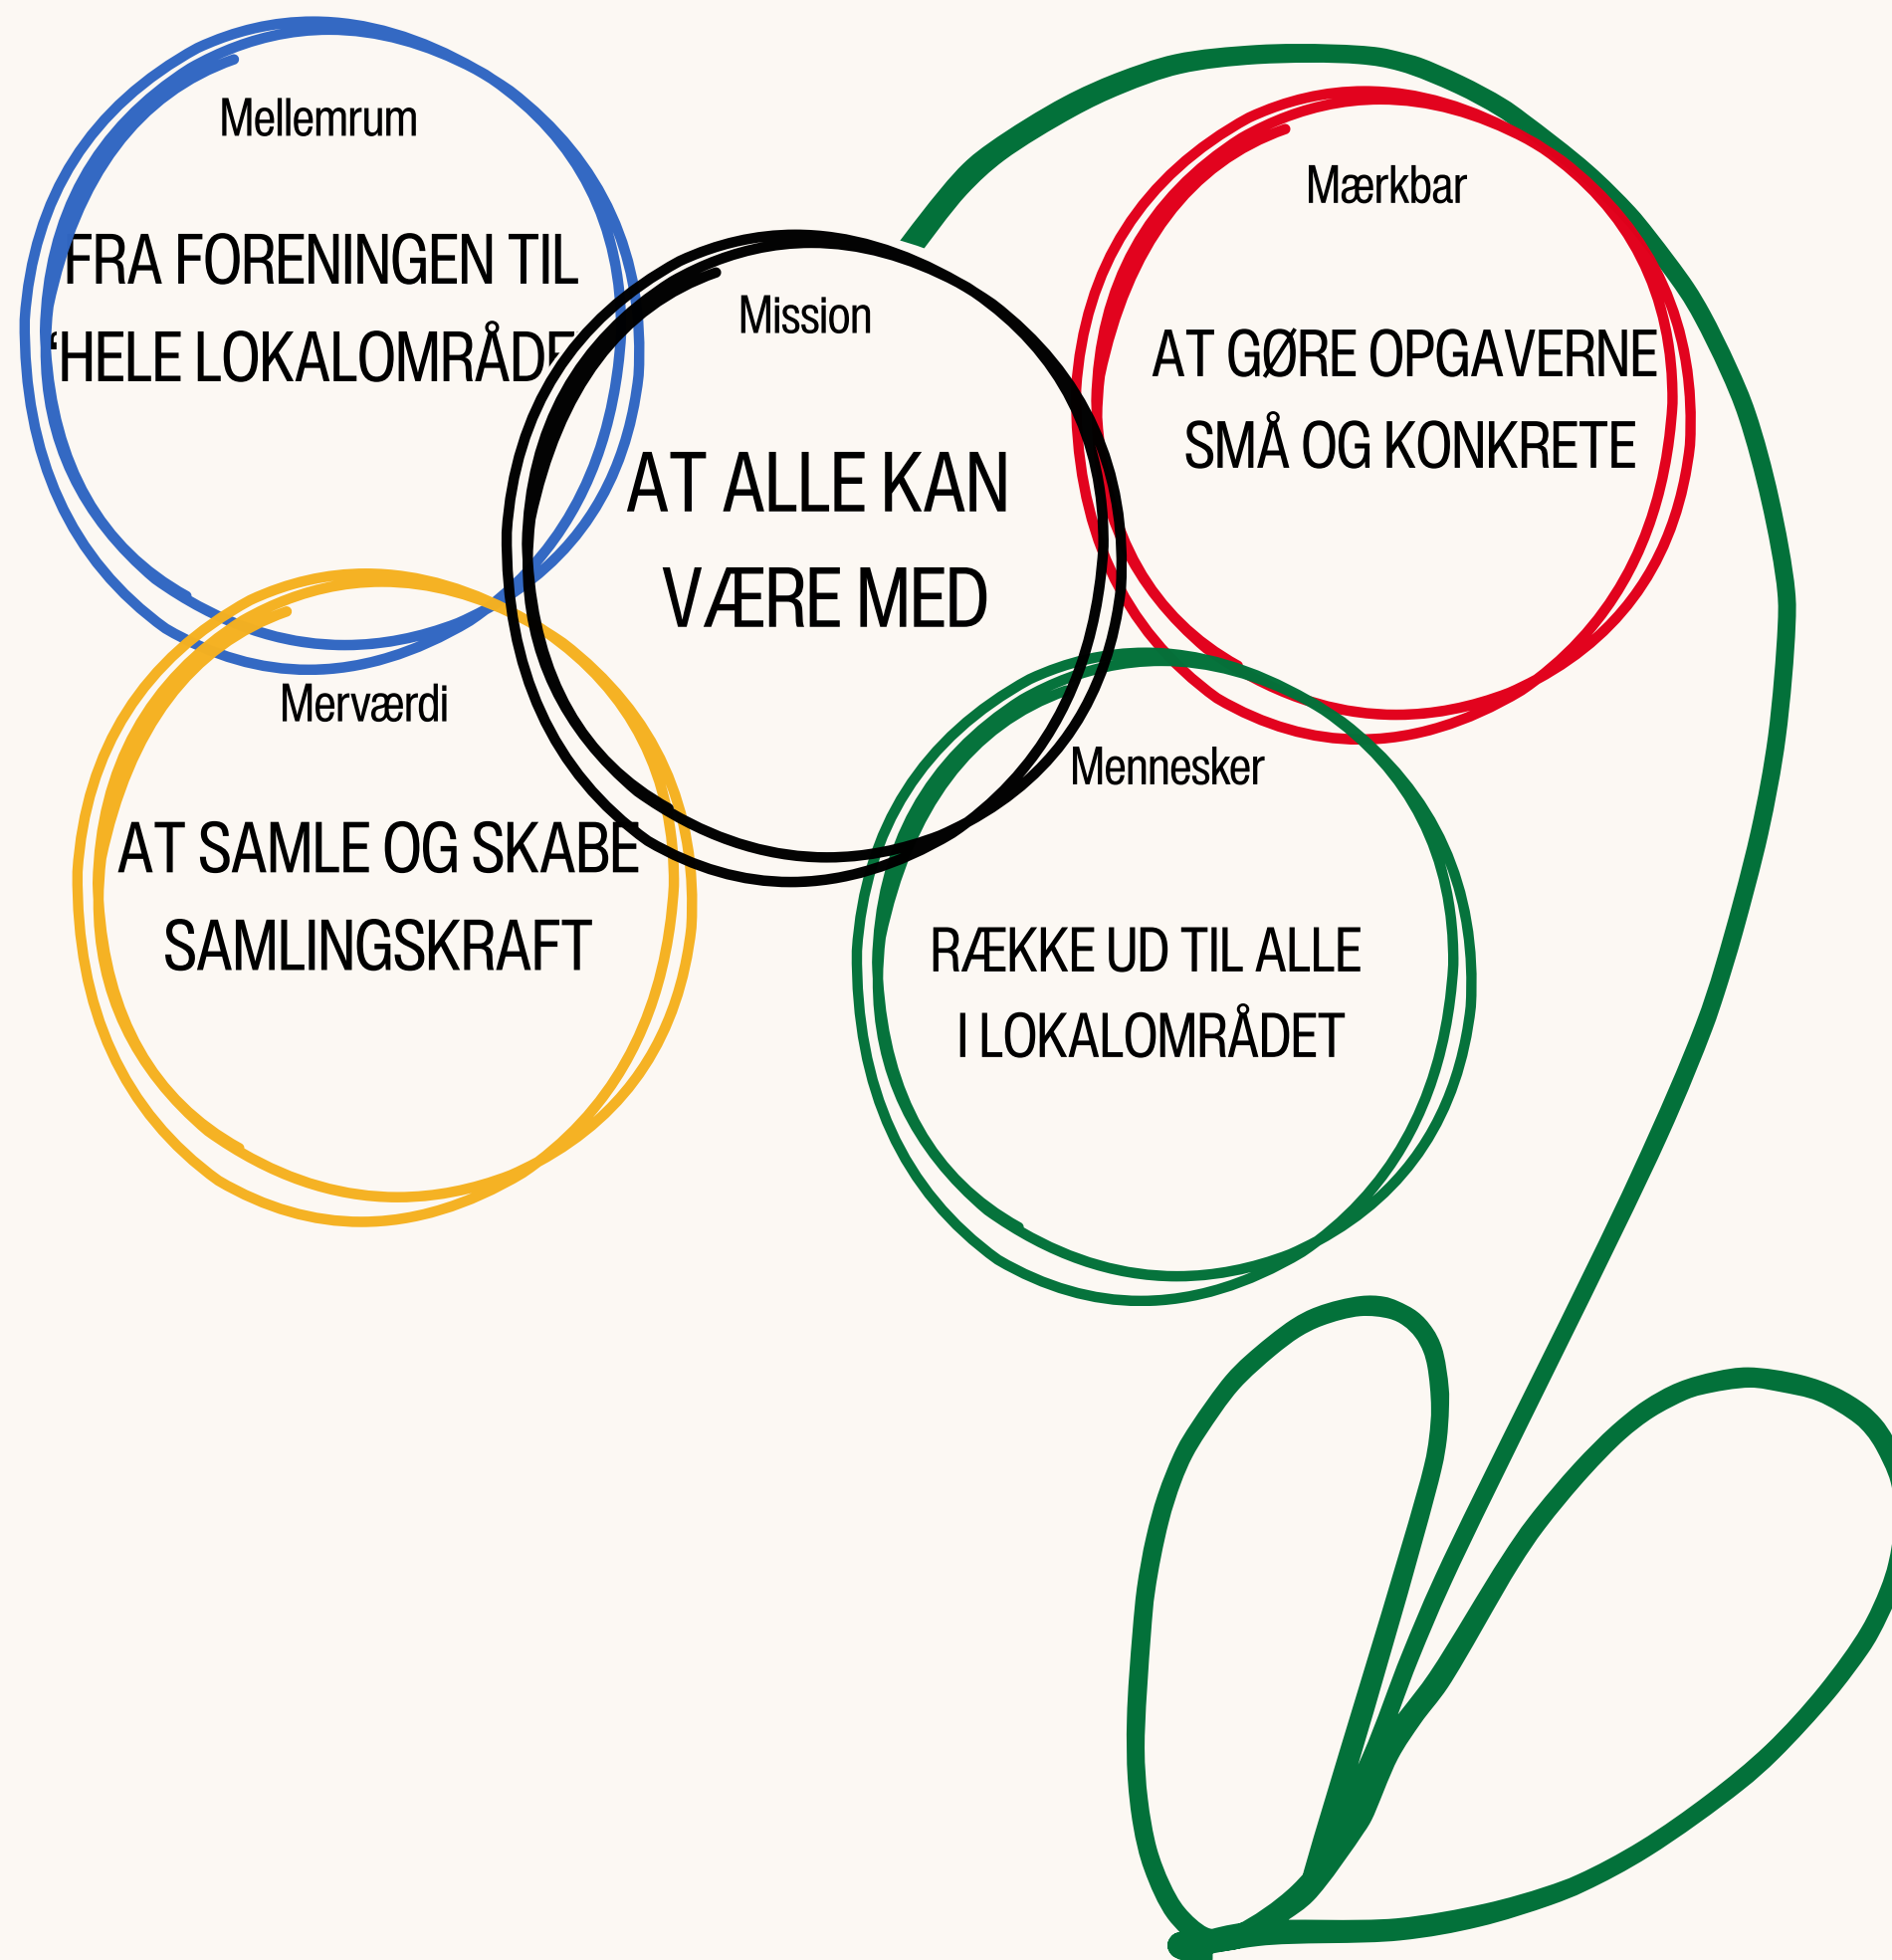 Mellemrum
FRA FORENINGEN TIL
‘HELE LOKALOMRÅDE
Mission
AT ALLE KAN
VÆRE MED
Mærkbar
AT GØRE OPGAVERNE
SMÅ OG KONKRETE
Merværdi
AT SAMLE OG SKABE
SAMLINGSKRAFT
Mennesker
RÆKKE UD TIL ALLE
I LOKALOMRÅDET